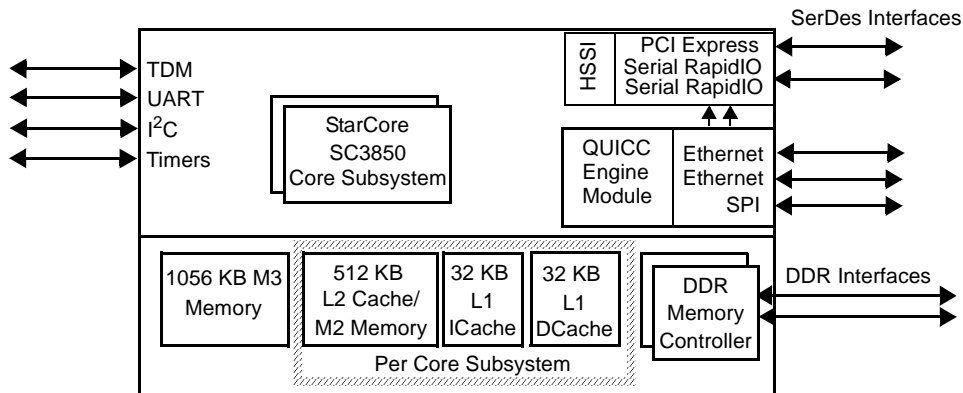 SerDes Interfaces
TDM
UART
I²C
Timers
StarCore
SC3850
Core Subsystem
HSSI
PCI Express
Serial RapidIO
Serial RapidIO
QUICC
Engine
Module
Ethernet
Ethernet
SPI
1056 KB M3
Memory
512 KB
L2 Cache/
M2 Memory
32 KB
L1
ICache
32 KB
L1
DCache
Per Core Subsystem
DDR
Memory
Controller
DDR Interfaces